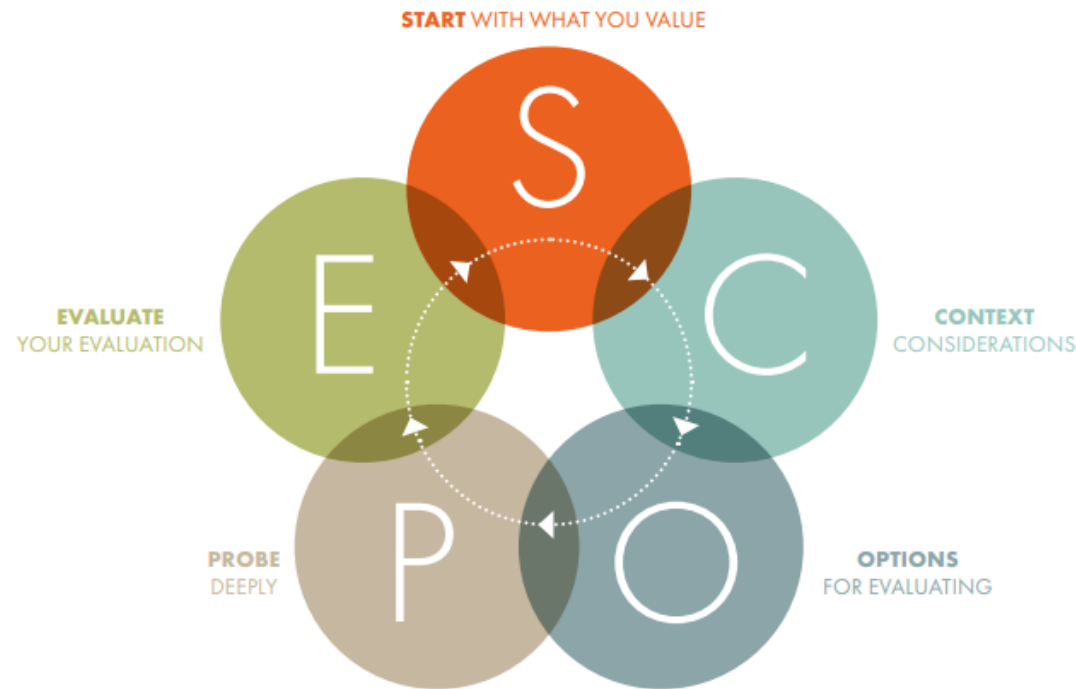 START WITH WHAT YOU VALUE
S
E
C
EVALUATE
YOUR EVALUATION
CONTEXT
CONSIDERATIONS
P
O
PROBE
DEEPLY
OPTIONS
FOR EVALUATING